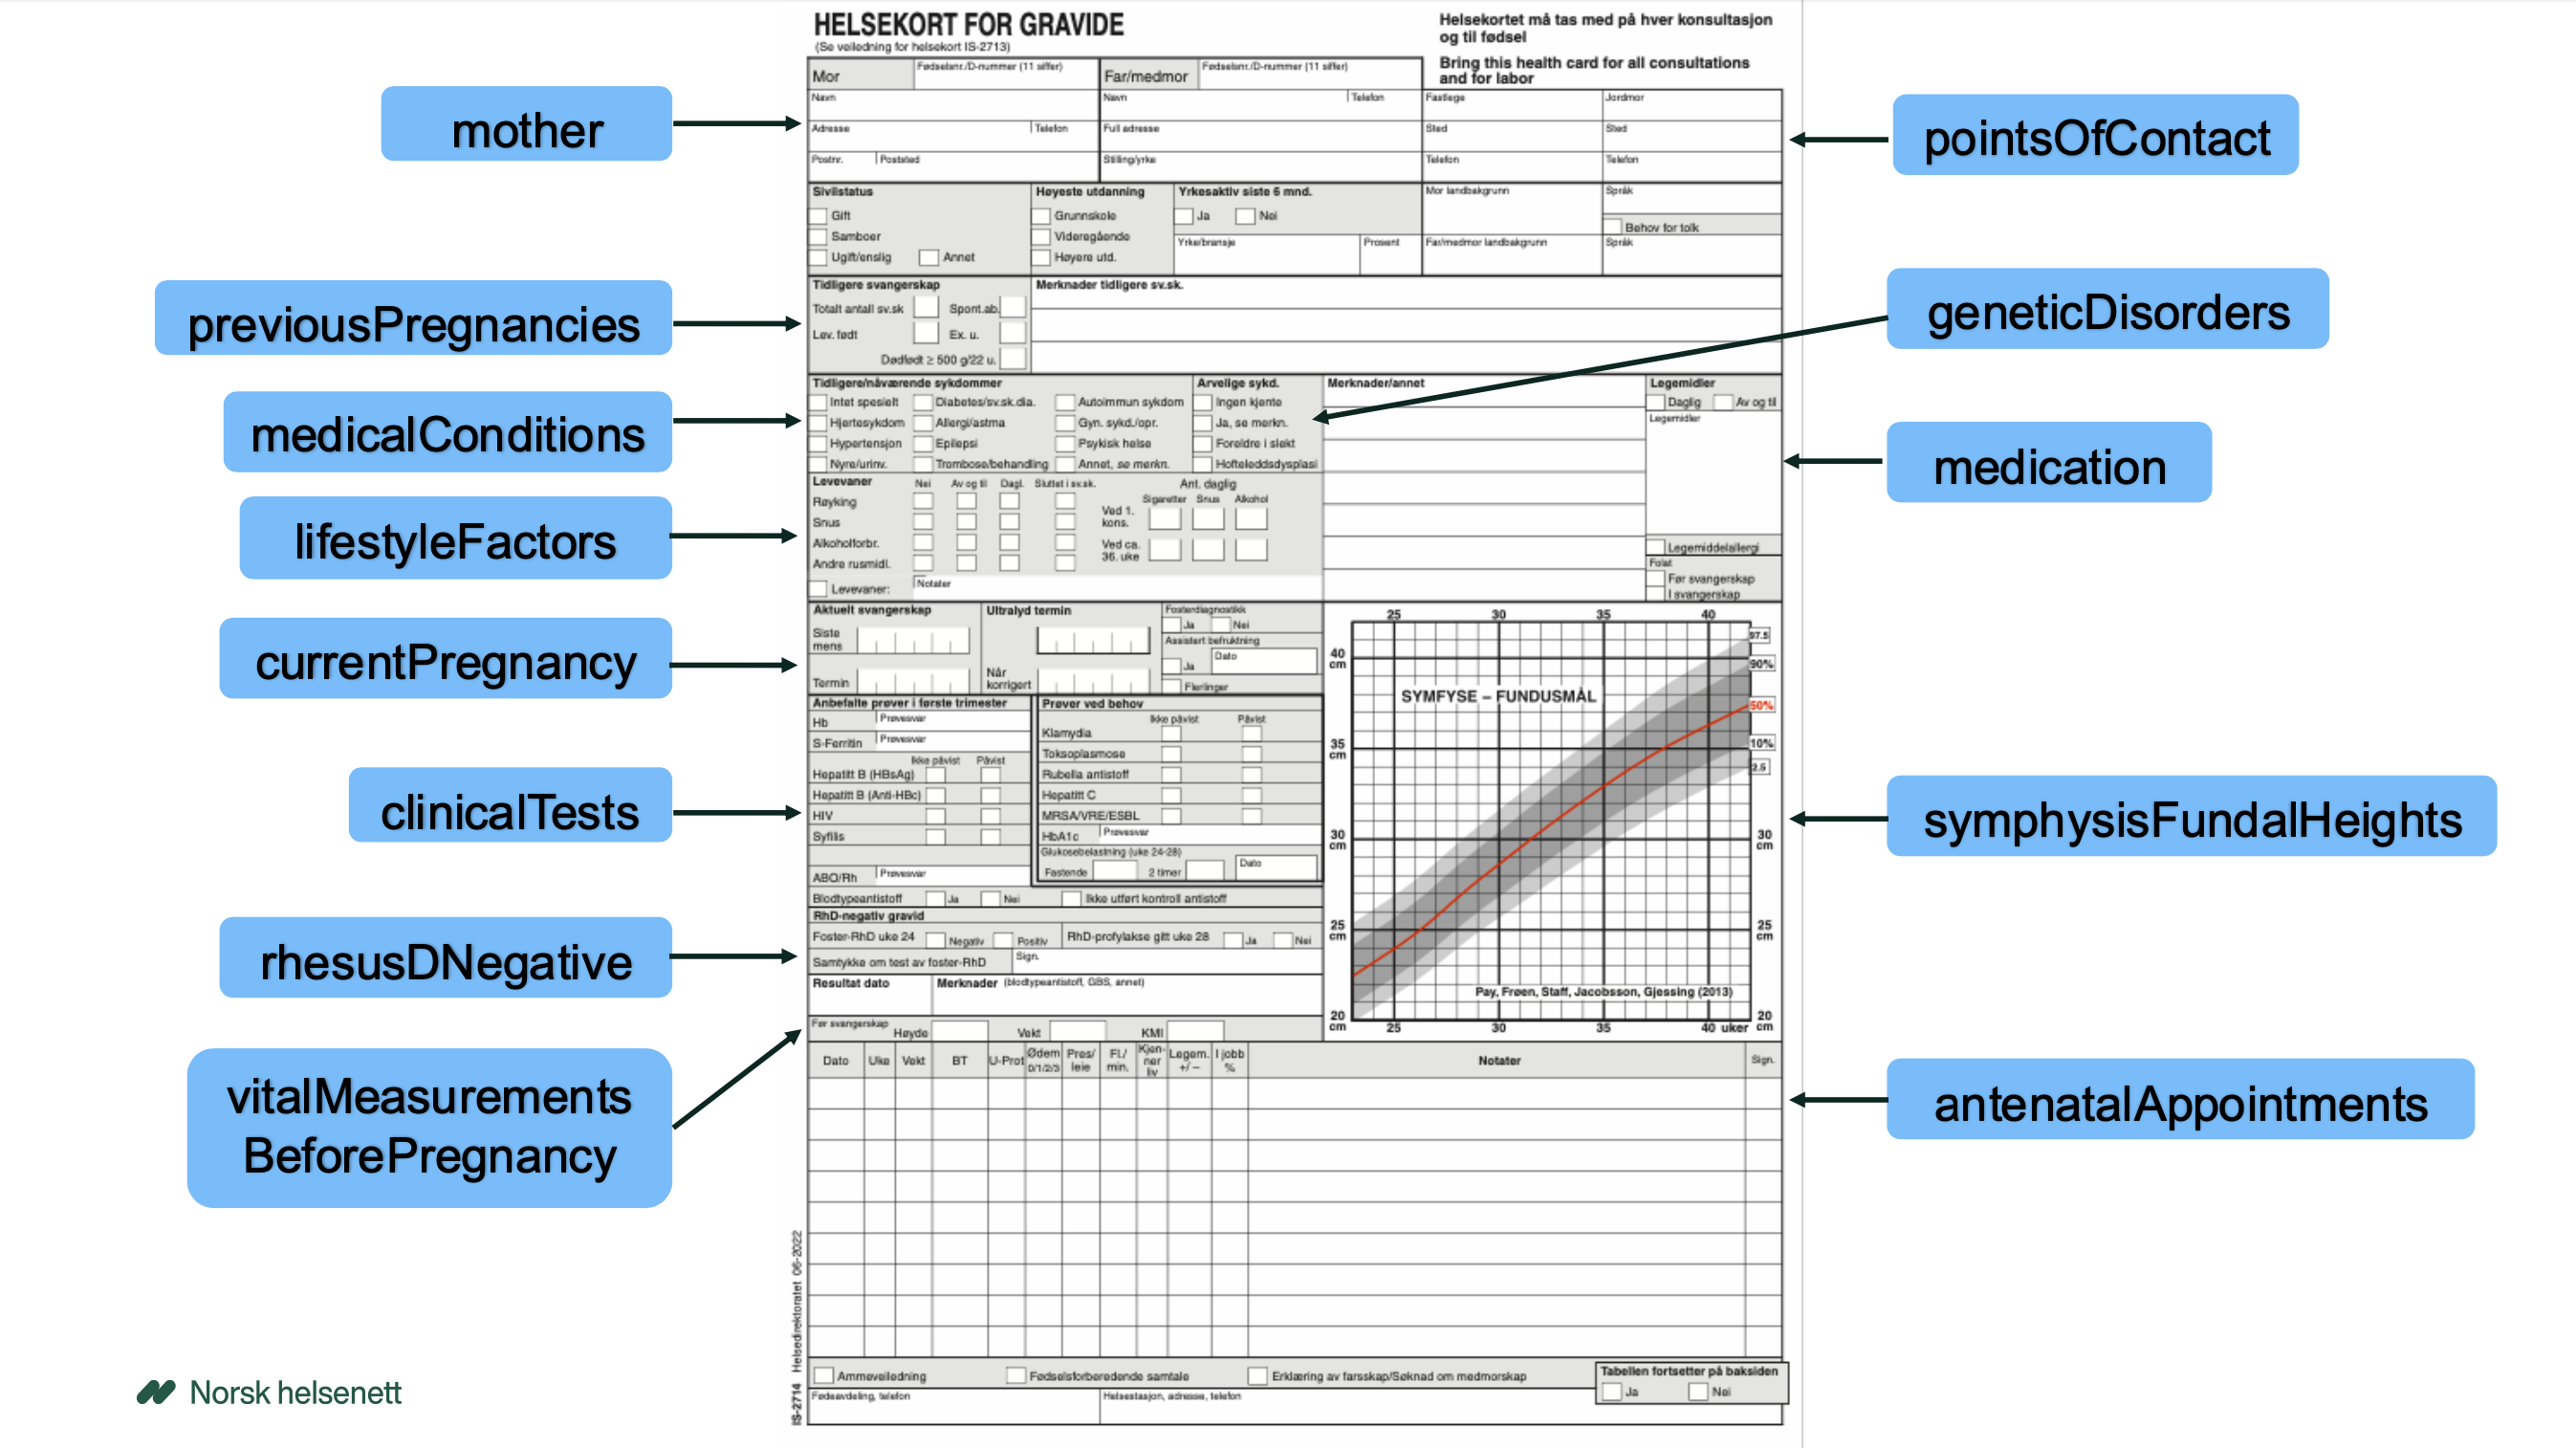 HELSEKORT FOR GRAVIDE
(Se veiledning for helsekort IS-2713)
Helsekortet må tas med på hver konsultasjon
og til fødsel
Bring this health card for all consultations
and for labor
Mor
Fødselsnr./D-nummer (11 siffer)
Far/medmor
Fødselsnr./D-nummer (11 siffer)
Navn
Navn
Telefon
Fastlege
Jordmor
Adresse
Telefon
Full adresse
Sted
Sted
Postnr.
Poststed
Stilling/yrke
Telefon
Telefon
mother
pointsOfContact
Sivilstatus
Gift
Samboer
Ugift/enslig
Annet
Høyeste utdanning
Grunnskole
Videregående
Høyere utd.
Yrkesaktiv siste 6 mnd.
Ja
Nei
Yrke/bransje
Prosent
Mor landbakgrunn
Språk
Behov for tolk
Far/medmor landbakgrunn
Språk
previousPregnancies
Tidligere svangerskap
Totalt antall sv.sk
Spont.ab.
Lev. født
Ex. u.
Dødfødt ≥ 500 g/22 u.
Merknader tidligere sv.sk.
geneticDisorders
medicalConditions
Tidligere/nåværende sykdommer
Intet spesielt
Diabetes/sv.sk.dia.
Autoimmun sykdom
Hjertesykdom
Allergi/astma
Gyn. sykd./opr.
Hypertensjon
Epilepsi
Psykisk helse
Nyre/urinv.
Trombose/behandling
Annet, se merkn.
Arvelige sykd.
Ingen kjente
Ja, se merkn.
Foreldre i slekt
Hofteleddsdysplasi
Merknader/annet
Legemidler
Daglig
Av og til
Legemidler
Legemiddelallergi
Folat
Før svangerskap
I svangerskap
medication
lifestyleFactors
Levevaner
Nei
Av og til
Dagl.
Sluttet i sv.sk.
Ant. daglig
Sigaretter
Snus
Alkohol
Røyking
Snus
Alkoholforbr.
Andre rusmidl.
Ved 1.
kons.
Ved ca.
36. uke
Levevaner:
Notater
currentPregnancy
Aktuelt svangerskap
Siste
mens
Termin
Ultralyd termin
Når
korrigert
Fosterdiagnostikk
Ja
Nei
Assistert befruktning
Ja
Dato
Flerlinger
clinicalTests
Anbefalte prøver i første trimester
Hb
Prøvesvar
S-Ferritin
Prøvesvar
Ikke påvist
Påvist
Hepatitt B (HBsAg)
Hepatitt B (Anti-HBc)
HIV
Syfilis
ABO/Rh
Prøvesvar
Prøver ved behov
Ikke påvist
Påvist
Klamydia
Toksoplasmose
Rubella antistoff
Hepatitt C
MRSA/VRE/ESBL
HbA1c
Prøvesvar
Glukosebelastning (uke 24-28)
Fastende
2 timer
Dato
Blodtypeantistoff
Ja
Nei
Ikke utført kontroll antistoff
rhesusDNegative
RhD-negativ gravid
Foster-RhD uke 24
Negativ
Positiv
RhD-profylakse gitt uke 28
Ja
Nei
Samtykke om test av foster-RhD
Sign.
Resultat dato
Merknader (blodtypeantistoff, GBS, annet)
symphysisFundalHeights
25 30 35 40
97.5
90%
50%
10%
2.5
40
cm
35
cm
30
cm
25
cm
20
cm
30
cm
25
cm
20
cm
SYMFYSE – FUNDUSMÅL
Pay, Frøen, Staff, Jacobsson, Gjessing (2013)
25 30 35 40 uker
vitalMeasurements
BeforePregnancy
Før svangerskap
Høyde
Vekt
KMI
antenatalAppointments
Dato
Uke
Vekt
BT
U-Prot
Ødem
0/1/2/3
Pres/
leie
Fl./
min.
Kjen-
ner
liv
Legem.
+/–
I jobb
%
Notater
Sign.
Ammeveiledning
Fødselsforberedende samtale
Erklæring av farsskap/Søknad om medmorskap
Tabellen fortsetter på baksiden
Ja
Nei
Fødeavdeling, telefon
Helsestasjon, adresse, telefon
IS-2714 Helsedirektoratet 06-2022
Norsk helsenett